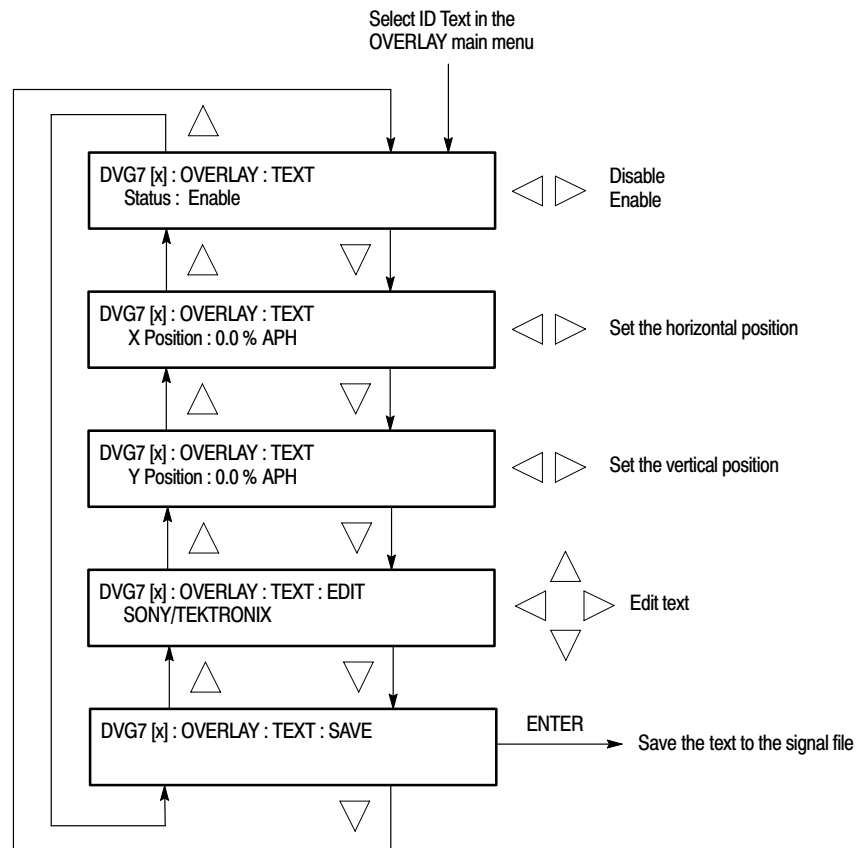 Select ID Text in the
OVERLAY main menu
DVG7 [x] : OVERLAY : TEXT
Status : Enable
Disable
Enable
DVG7 [x] : OVERLAY : TEXT
X Position : 0.0 % APH
Set the horizontal position
DVG7 [x] : OVERLAY : TEXT
Y Position : 0.0 % APH
Set the vertical position
DVG7 [x] : OVERLAY : TEXT : EDIT
SONY/TEKTRONIX
Edit text
DVG7 [x] : OVERLAY : TEXT : SAVE
ENTER
Save the text to the signal file